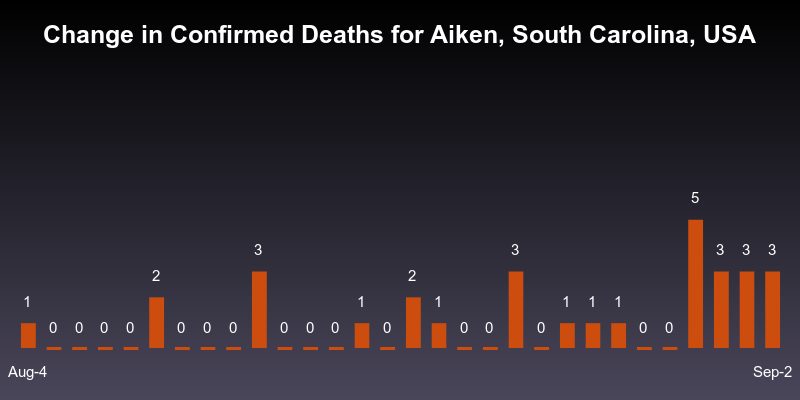 Change in Confirmed Deaths for Aiken, South Carolina, USA
1 0 0 0 0 2 0 0 0 3 0 0 0 1 0 2 1 0 0 3 0 1 1 1 0 0 5 3 3 3
Aug-4 Sep-2